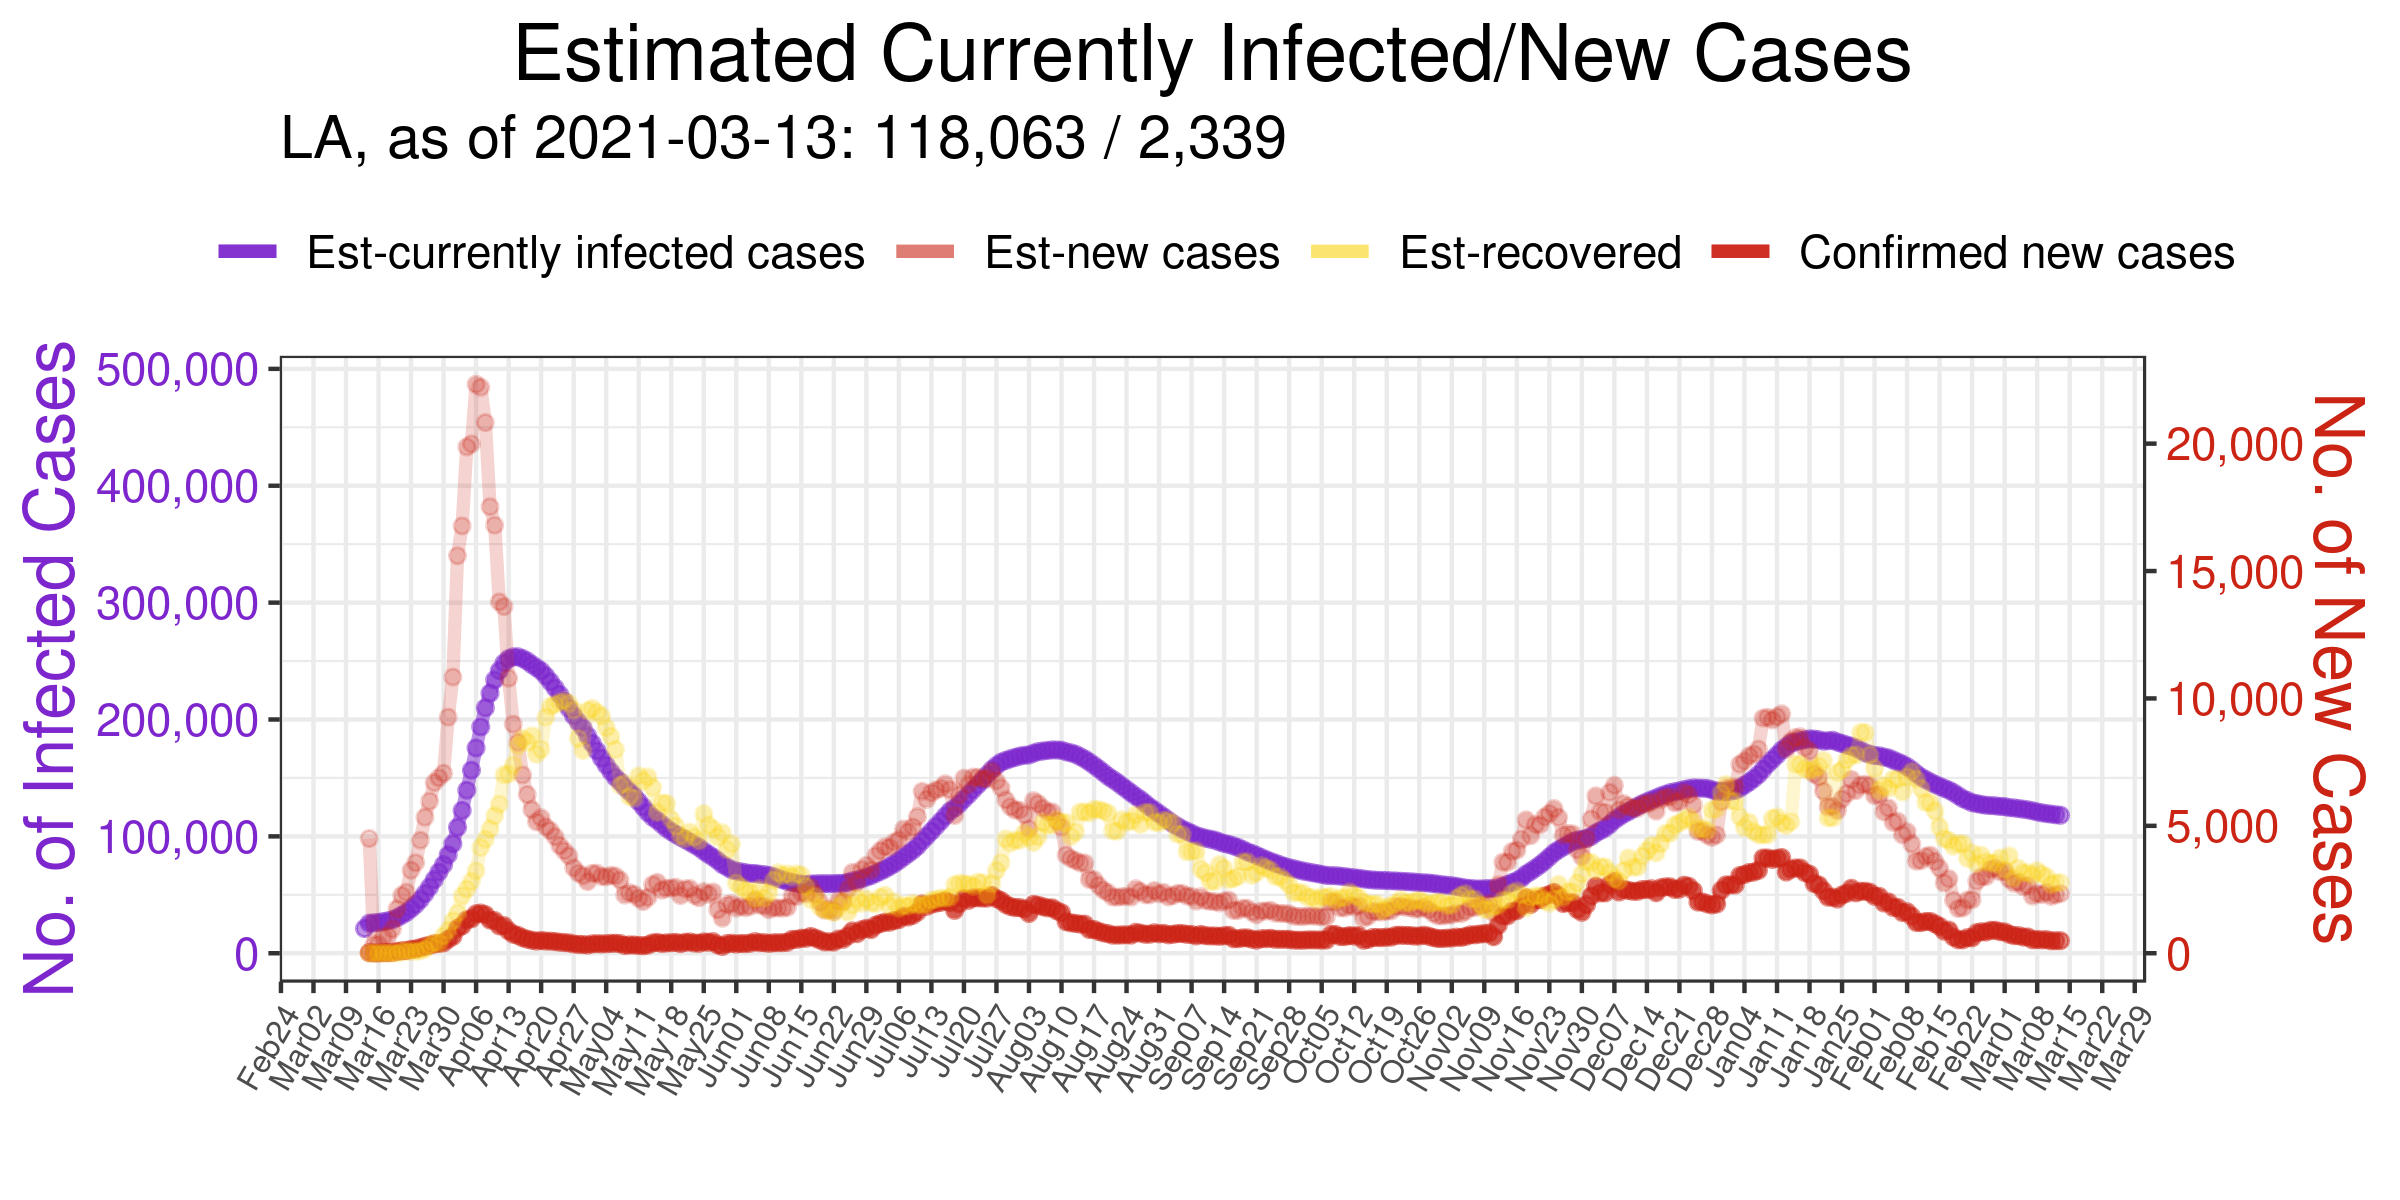 Estimated Currently Infected/New Cases
LA, as of 2021-03-13: 118,063 / 2,339
Est-currently infected cases
Est-new cases
Est-recovered
Confirmed new cases
No. of Infected Cases
500,000
400,000
300,000
200,000
100,000
0
20,000
15,000
10,000
5,000
0
No. of New Cases
Feb24
Mar02
Mar09
Mar16
Mar23
Mar30
Apr06
Apr13
Apr20
Apr27
May04
May11
May18
May25
Jun01
Jun08
Jun15
Jun22
Jun29
Jul06
Jul13
Jul20
Jul27
Aug03
Aug10
Aug17
Aug24
Aug31
Sep07
Sep14
Sep21
Sep28
Oct05
Oct12
Oct19
Oct26
Nov02
Nov09
Nov16
Nov23
Nov30
Dec07
Dec14
Dec21
Dec28
Jan04
Jan11
Jan18
Jan25
Feb01
Feb08
Feb15
Feb22
Mar01
Mar08
Mar15
Mar22
Mar29